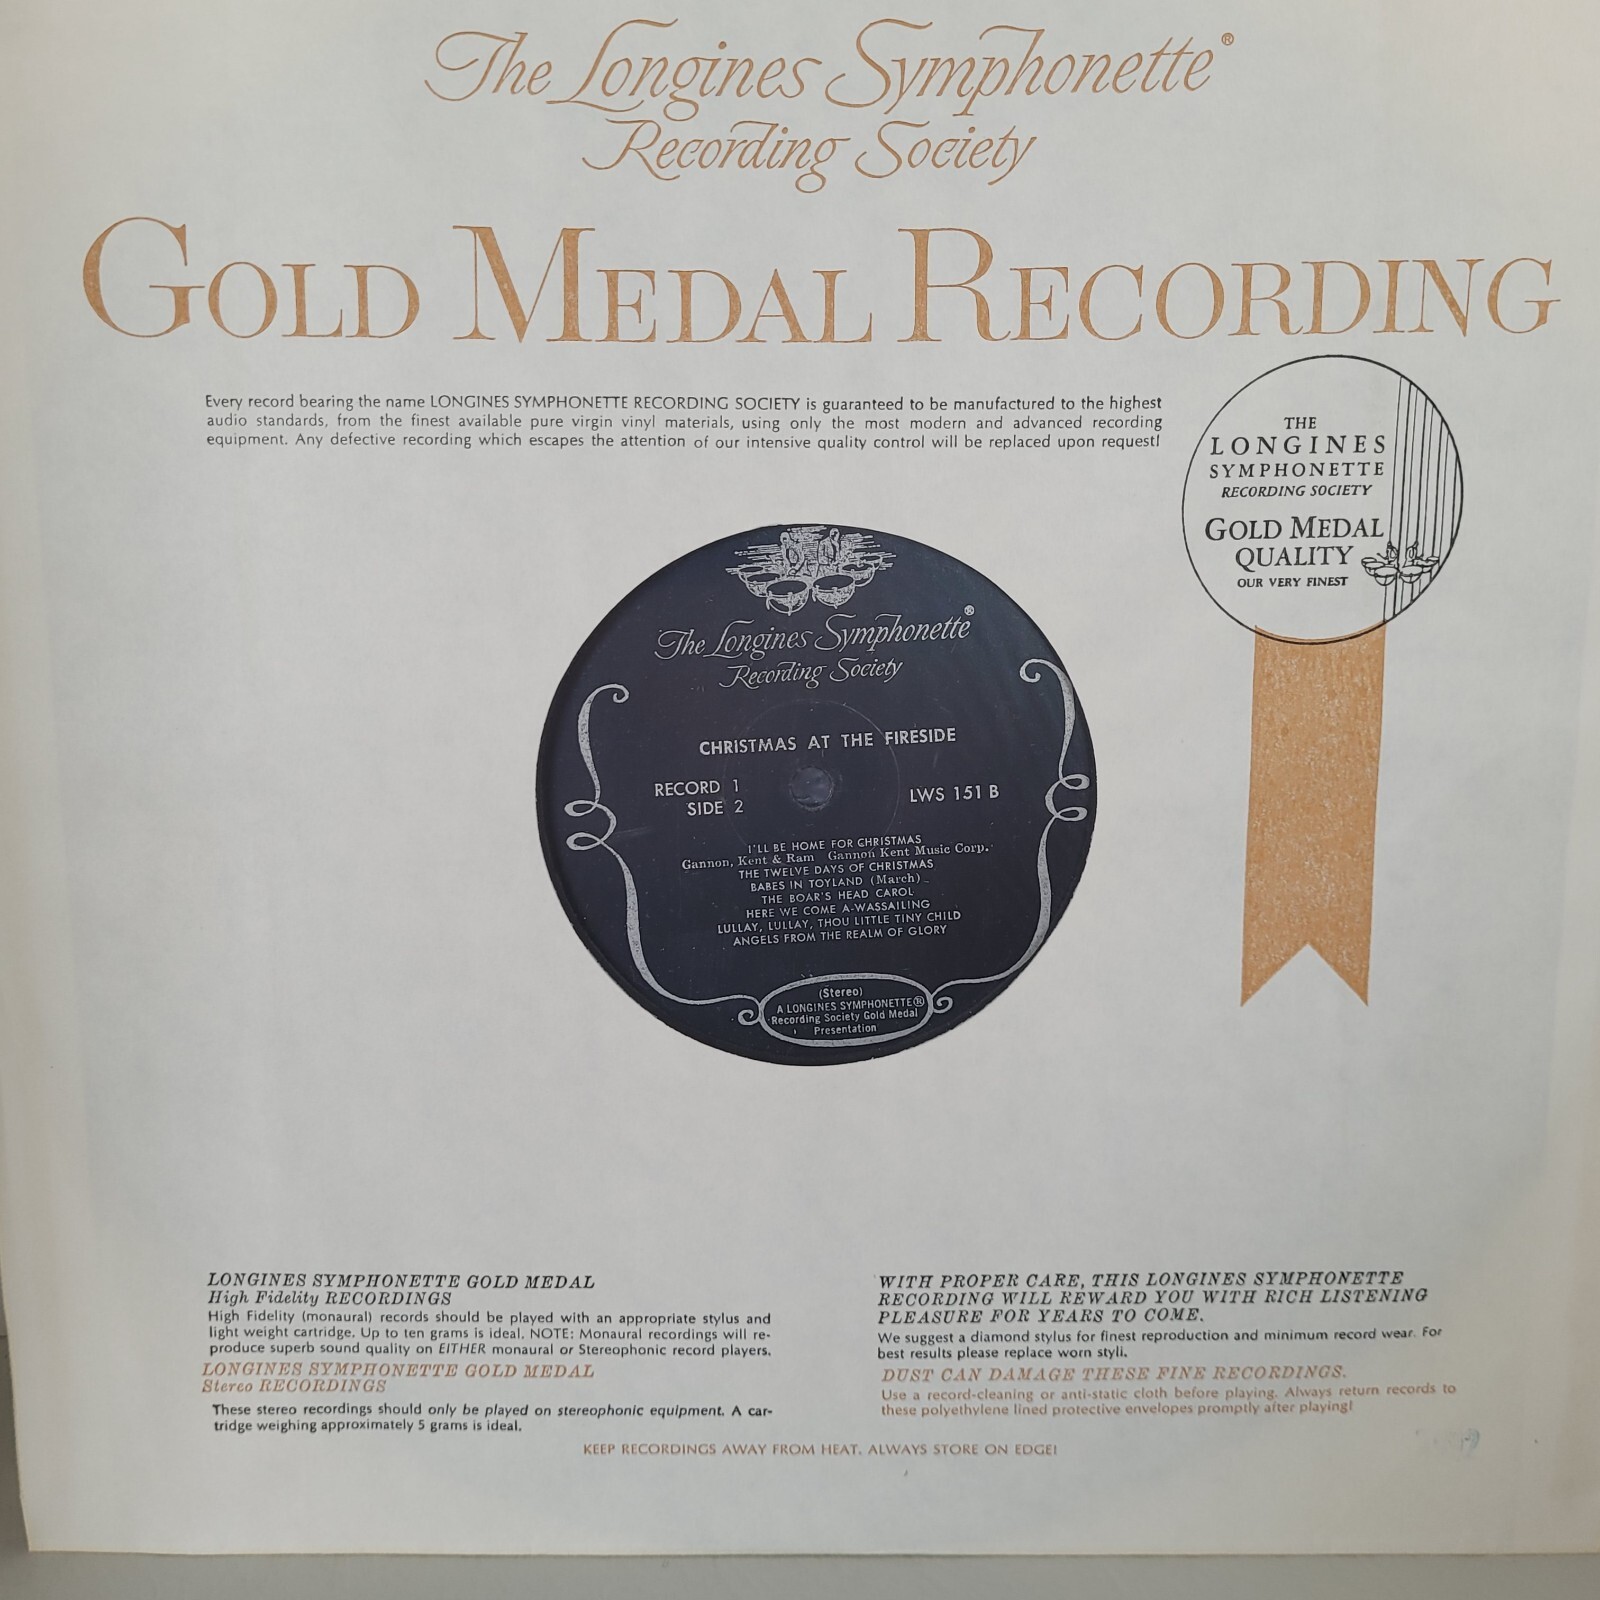 The Longines Symphonette®
Recording Society
GOLD MEDAL RECORDING
Every record bearing the name LONGINES SYMPHONETTE RECORDING SOCIETY is guaranteed to be manufactured to the highest
audio standards, from the finest available pure virgin vinyl materials, using only the most modern and advanced recording
equipment. Any defective recording which escapes the attention of our intensive quality control will be replaced upon request!
THE
LONGINES
SYMPHONETTE
RECORDING SOCIETY
GOLD MEDAL
QUALITY
OUR VERY FINEST
The Longines Symphonette®
Recording Society
CHRISTMAS AT THE FIRESIDE
RECORD 1
SIDE 2
LWS 151 B
I'LL BE HOME FOR CHRISTMAS
Gannon, Kent & Ram Gannon Kent Music Corp.
THE TWELVE DAYS OF CHRISTMAS
BABES IN TOYLAND (March)
THE BOAR'S HEAD CAROL
HERE WE COME A-WASSAILING
LULLAY, LULLAY, THOU LITTLE TINY CHILD
ANGELS FROM THE REALM OF GLORY
(Stereo)
A LONGINES SYMPHONETTE®
Recording Society Gold Medal
Presentation
LONGINES SYMPHONETTE GOLD MEDAL
High Fidelity RECORDINGS
High Fidelity (monaural) records should be played with an appropriate stylus and
light weight cartridge. Up to ten grams is ideal. NOTE: Monaural recordings will re-
produce superb sound quality on EITHER monaural or Stereophonic record players.
LONGINES SYMPHONETTE GOLD MEDAL
Stereo RECORDINGS
These stereo recordings should only be played on stereophonic equipment. A car-
tridge weighing approximately 5 grams is ideal.
WITH PROPER CARE, THIS LONGINES SYMPHONETTE
RECORDING WILL REWARD YOU WITH RICH LISTENING
PLEASURE FOR YEARS TO COME.
We suggest a diamond stylus for finest reproduction and minimum record wear. For
best results please replace worn styli.
DUST CAN DAMAGE THESE FINE RECORDINGS.
Use a record-cleaning or anti-static cloth before playing. Always return records to
these polyethylene lined protective envelopes promptly after playing!
KEEP RECORDINGS AWAY FROM HEAT. ALWAYS STORE ON EDGE!